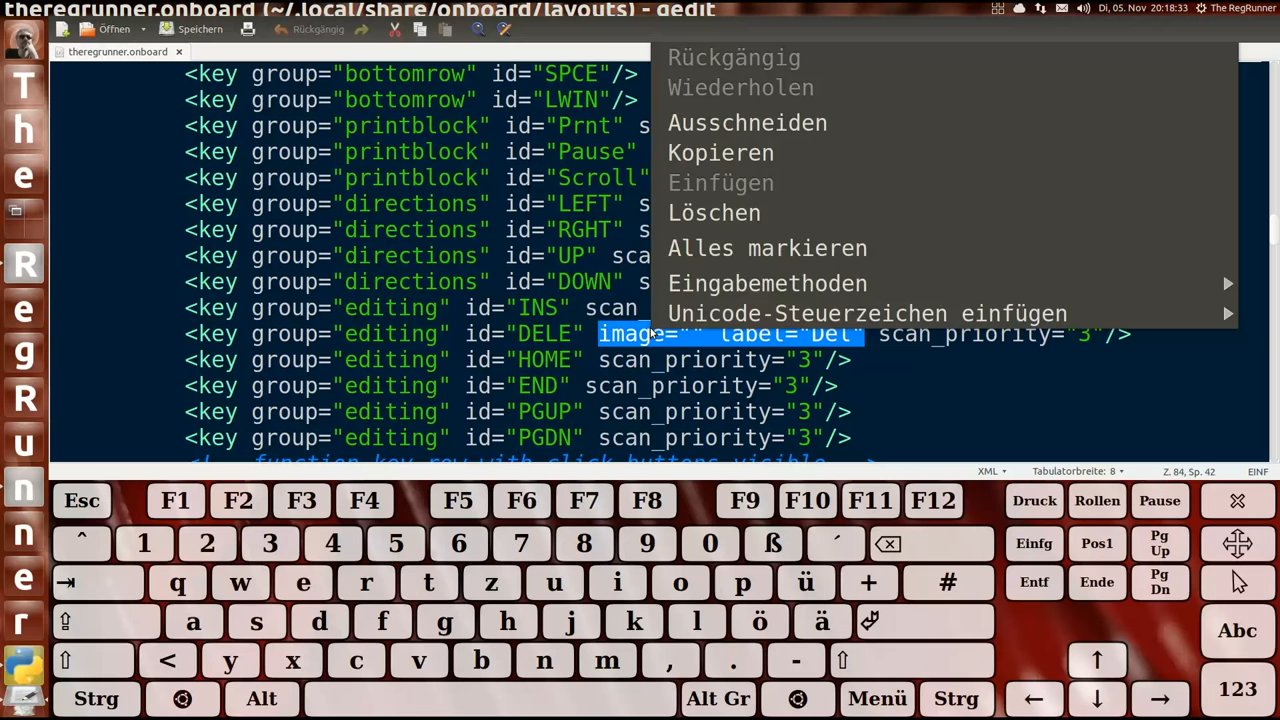 theregrunner.onboard (~/.local/share/onboard/layouts) - gedit
Di, 05. Nov 20:18:33 The RegRunner
Öffnen Speichern Rückgängig
theregrunner.onboard ×
The RegRunner
<key group="bottomrow" id="SPCE"/>
<key group="bottomrow" id="LWIN"/>
<key group="printblock" id="Prnt" s
<key group="printblock" id="Pause"
<key group="printblock" id="Scroll"
<key group="directions" id="LEFT" s
<key group="directions" id="RGHT" s
<key group="directions" id="UP" sca
<key group="directions" id="DOWN" s
<key group="editing" id="INS" scan
<key group="editing" id="DELE" image="" label="Del" scan_priority="3"/>
<key group="editing" id="HOME" scan_priority="3"/>
<key group="editing" id="END" scan_priority="3"/>
<key group="editing" id="PGUP" scan_priority="3"/>
<key group="editing" id="PGDN" scan_priority="3"/>
<!-- function key row with click buttons visible -->
Rückgängig
Wiederholen
Ausschneiden
Kopieren
Einfügen
Löschen
Alles markieren
Eingabemethoden
Unicode-Steuerzeichen einfügen
XML Tabulatorbreite: 8 Z. 84, Sp. 42 EINF
Esc F1 F2 F3 F4 F5 F6 F7 F8 F9 F10 F11 F12 Druck Rollen Pause
^ 1 2 3 4 5 6 7 8 9 0 ß ´ Einfg Pos1 Pg Up
q w e r t z u i o p ü + # Entf Ende Pg Dn
a s d f g h j k l ö ä Abc
< y x c v b n m , . - ↑
Strg Alt Alt Gr Menü Strg ← ↓ → 123